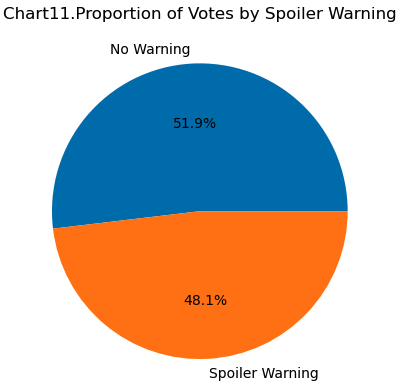 Chart11.Proportion of Votes by Spoiler Warning
No Warning
51.9%
48.1%
Spoiler Warning